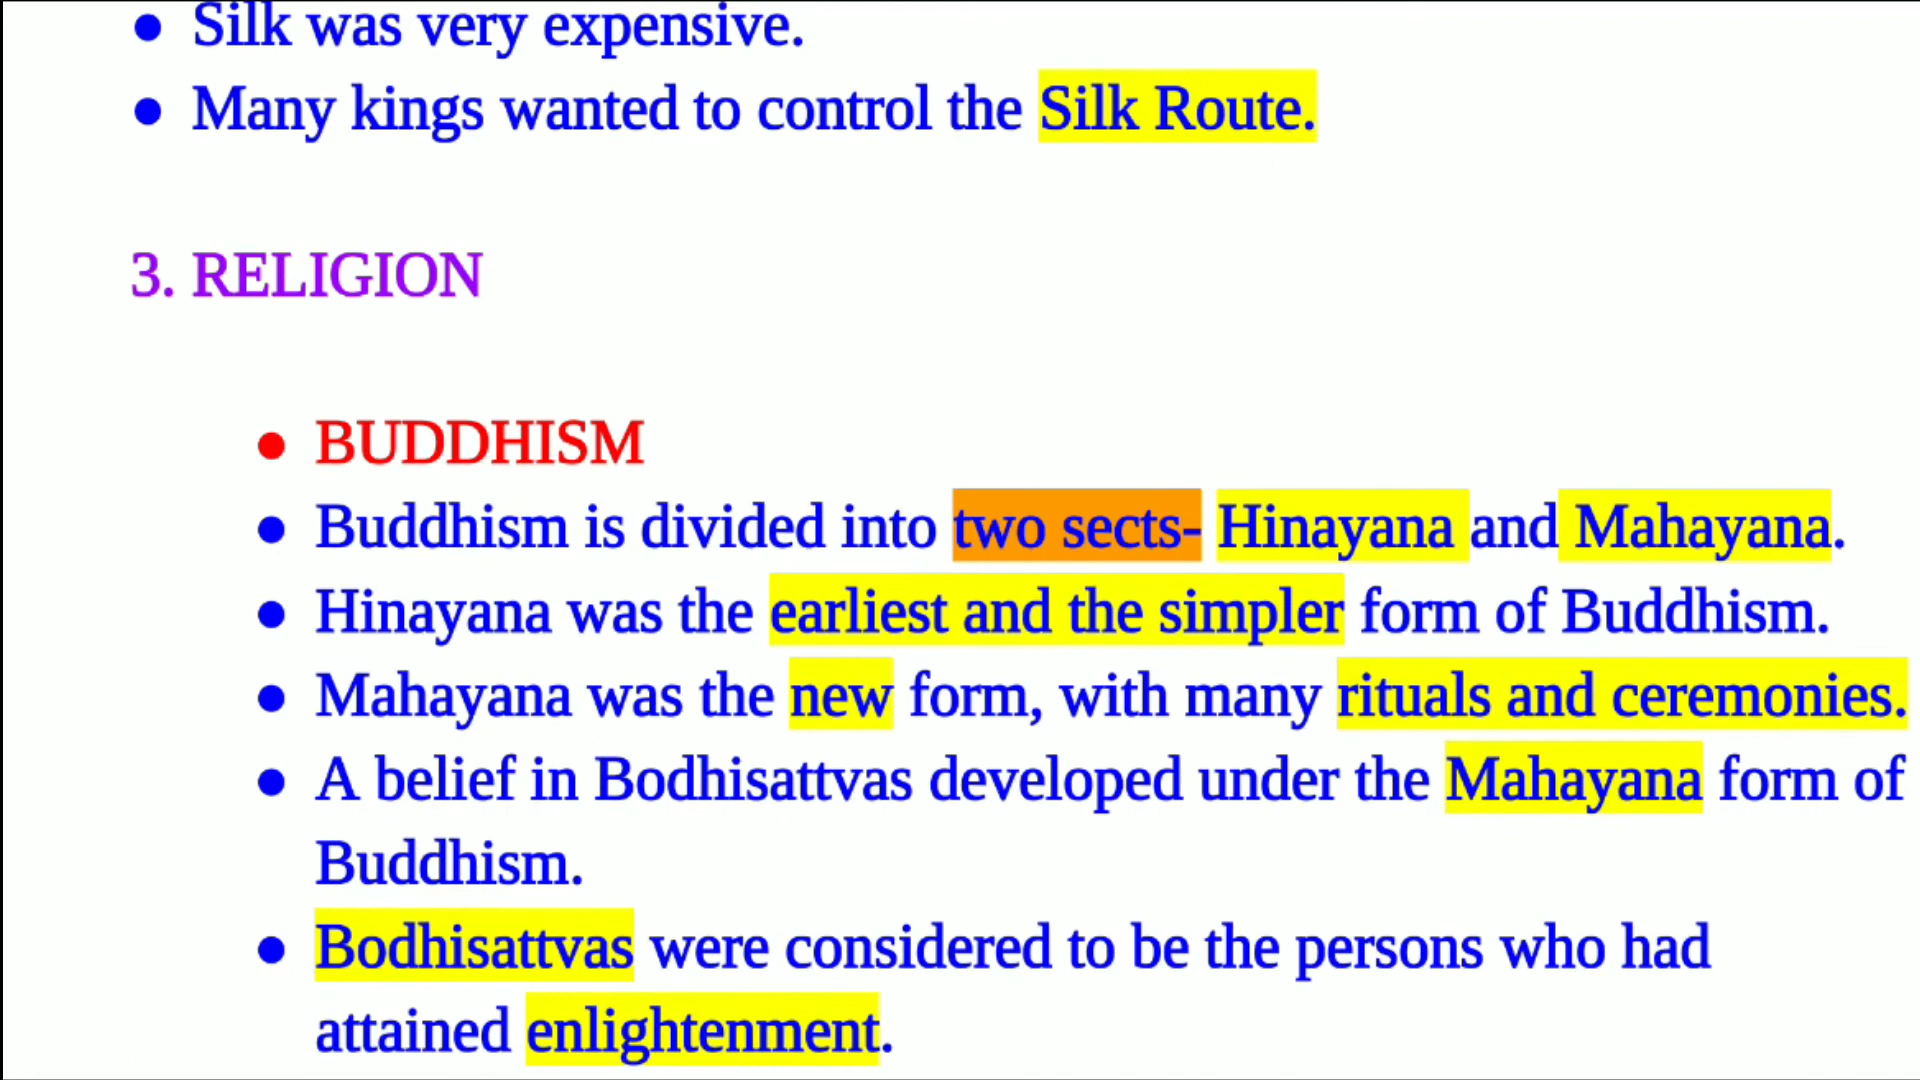 ● Silk was very expensive.
● Many kings wanted to control the Silk Route.
3. RELIGION
● BUDDHISM
● Buddhism is divided into two sects- Hinayana and Mahayana.
● Hinayana was the earliest and the simpler form of Buddhism.
● Mahayana was the new form, with many rituals and ceremonies.
● A belief in Bodhisattvas developed under the Mahayana form of
Buddhism.
● Bodhisattvas were considered to be the persons who had
attained enlightenment.